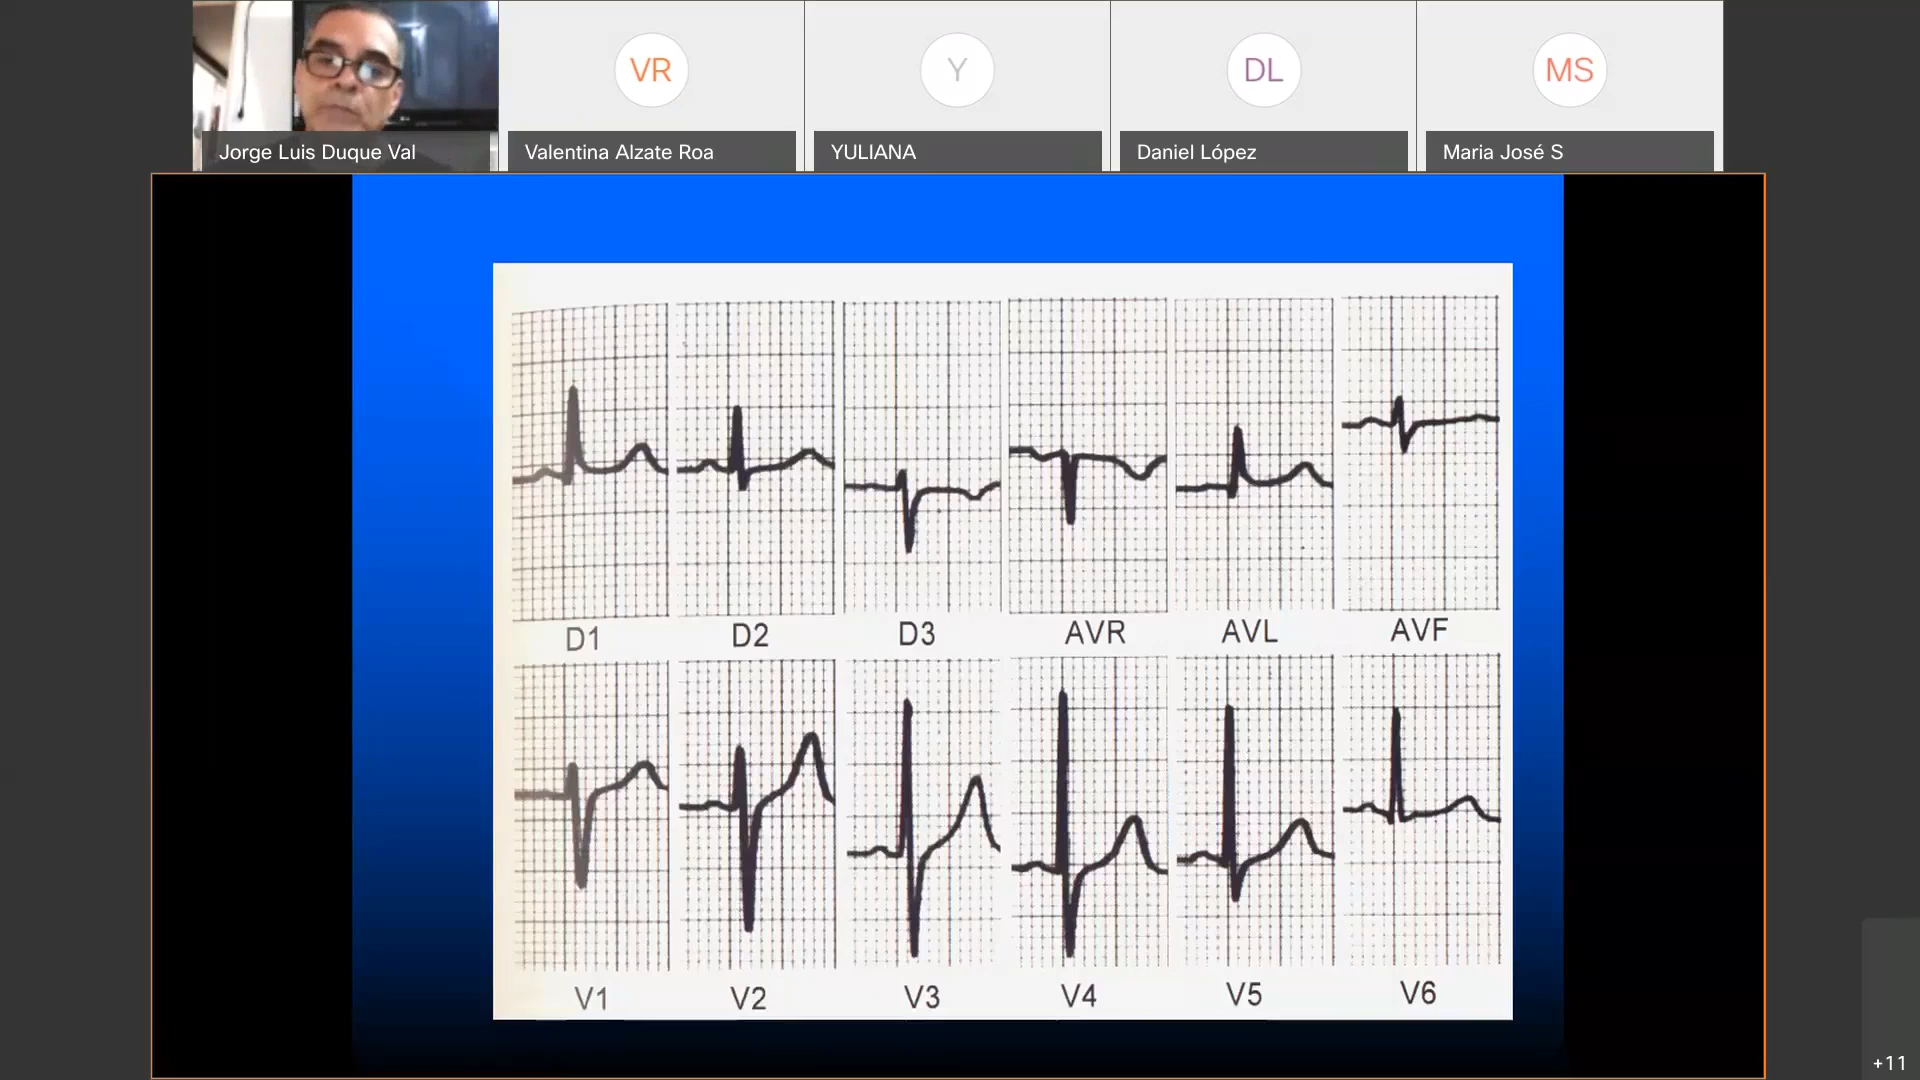 VR
Y
DL
MS
Jorge Luis Duque Val
Valentina Alzate Roa
YULIANA
Daniel López
Maria José S
D1 D2 D3 AVR AVL AVF
V1 V2 V3 V4 V5 V6
+11